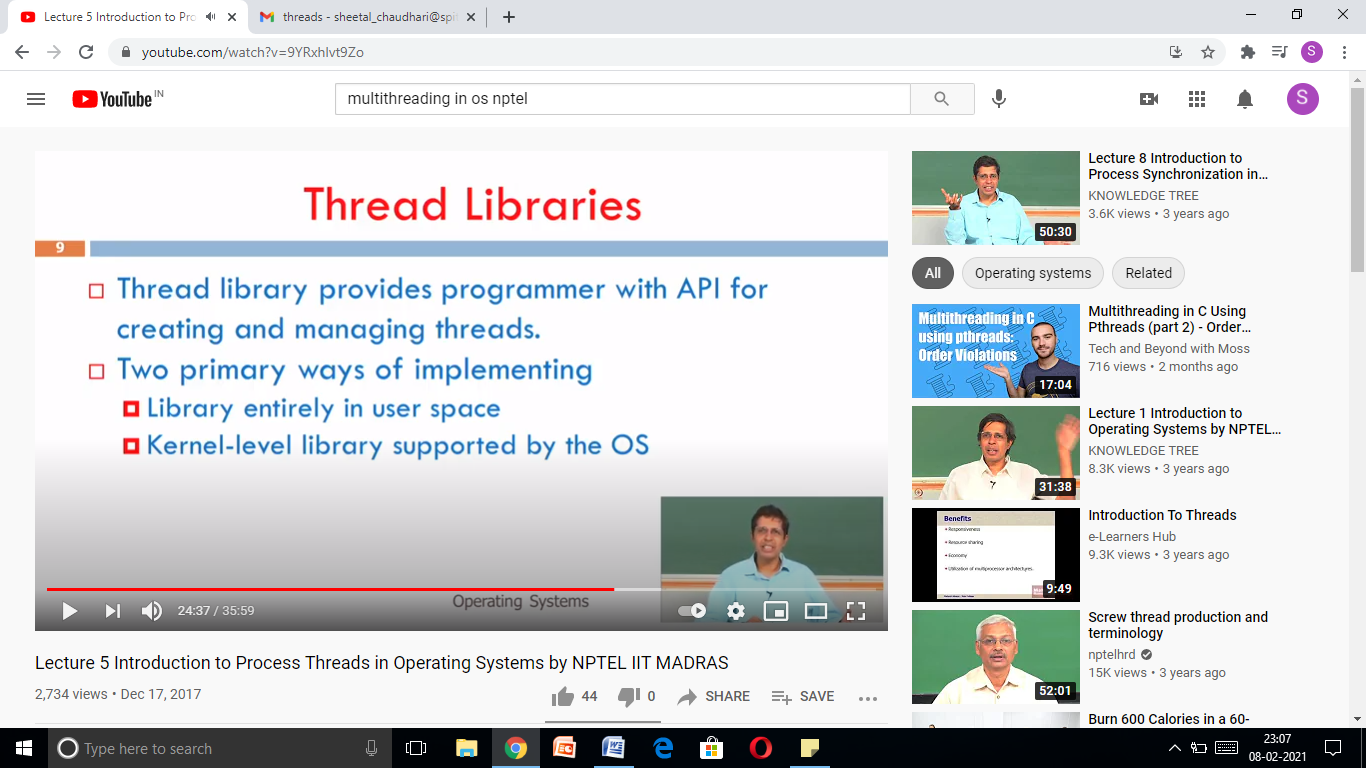 Lecture 5 Introduction to Pro
threads - sheetal_chaudhari@spi
youtube.com/watch?v=9YRxhlvt9Zo
S
YouTube IN
multithreading in os nptel
S
Thread Libraries
9
Thread library provides programmer with API for
creating and managing threads.
Two primary ways of implementing
Library entirely in user space
Kernel-level library supported by the OS
Operating Systems
24:37 / 35:59
Lecture 5 Introduction to Process Threads in Operating Systems by NPTEL IIT MADRAS
2,734 views • Dec 17, 2017
44
0
SHARE
SAVE
50:30
Lecture 8 Introduction to
Process Synchronization in...
KNOWLEDGE TREE
3.6K views • 3 years ago
All
Operating systems
Related
Multithreading in C
using pthreads:
Order Violations
17:04
Multithreading in C Using
Pthreads (part 2) - Order...
Tech and Beyond with Moss
716 views • 2 months ago
31:38
Lecture 1 Introduction to
Operating Systems by NPTEL...
KNOWLEDGE TREE
8.3K views • 3 years ago
Benefits
Responsiveness
Resource sharing
Economy
Utilization of multiprocessor architectures.
9:49
Introduction To Threads
e-Learners Hub
9.3K views • 3 years ago
52:01
Screw thread production and
terminology
nptelhrd
15K views • 3 years ago
Burn 600 Calories in a 60-
Type here to search
23:07
08-02-2021